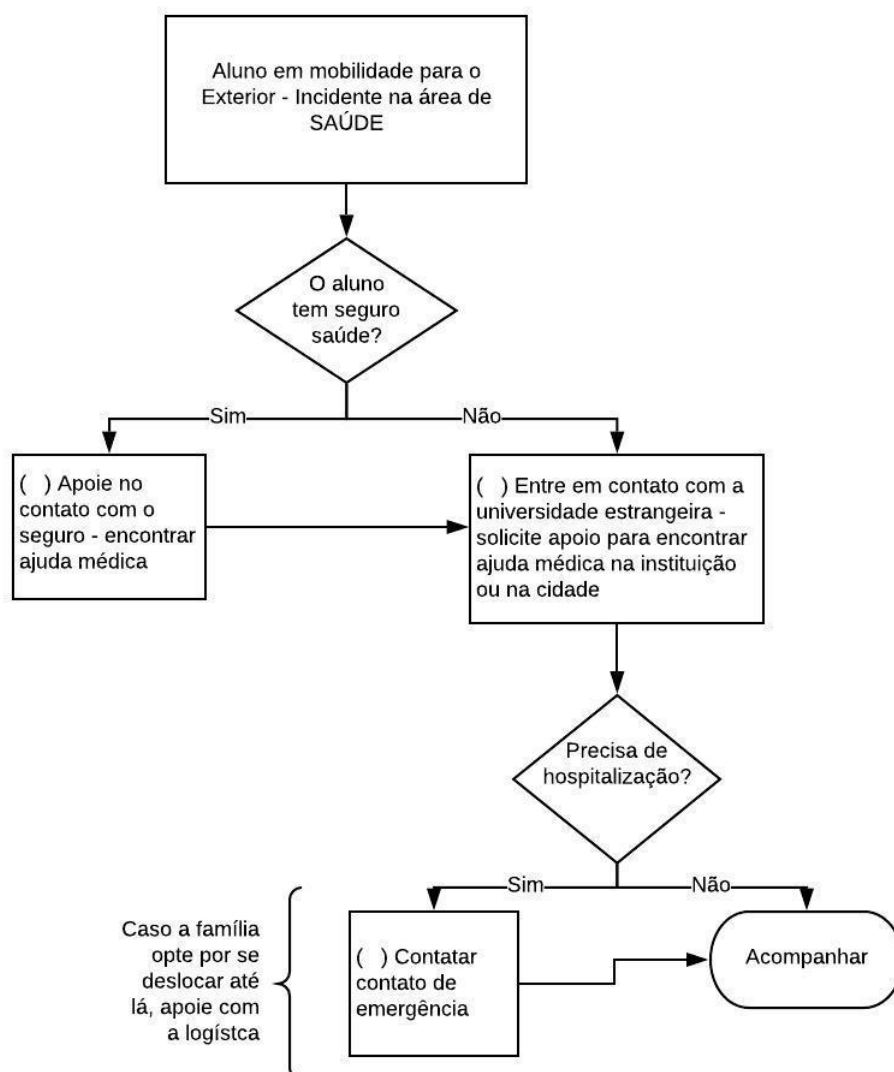 Aluno em mobilidade para o
Exterior - Incidente na área de
SAÚDE
O aluno
tem seguro
saúde?
Sim
Não
( ) Apoie no
contato com o
seguro - encontrar
ajuda médica
( ) Entre em contato com a
universidade estrangeira -
solicite apoio para encontrar
ajuda médica na instituição
ou na cidade
Precisa de
hospitalização?
Sim
Não
Caso a família
opte por se
deslocar até
lá, apoie com
a logístca
( ) Contatar
contato de
emergência
Acompanhar